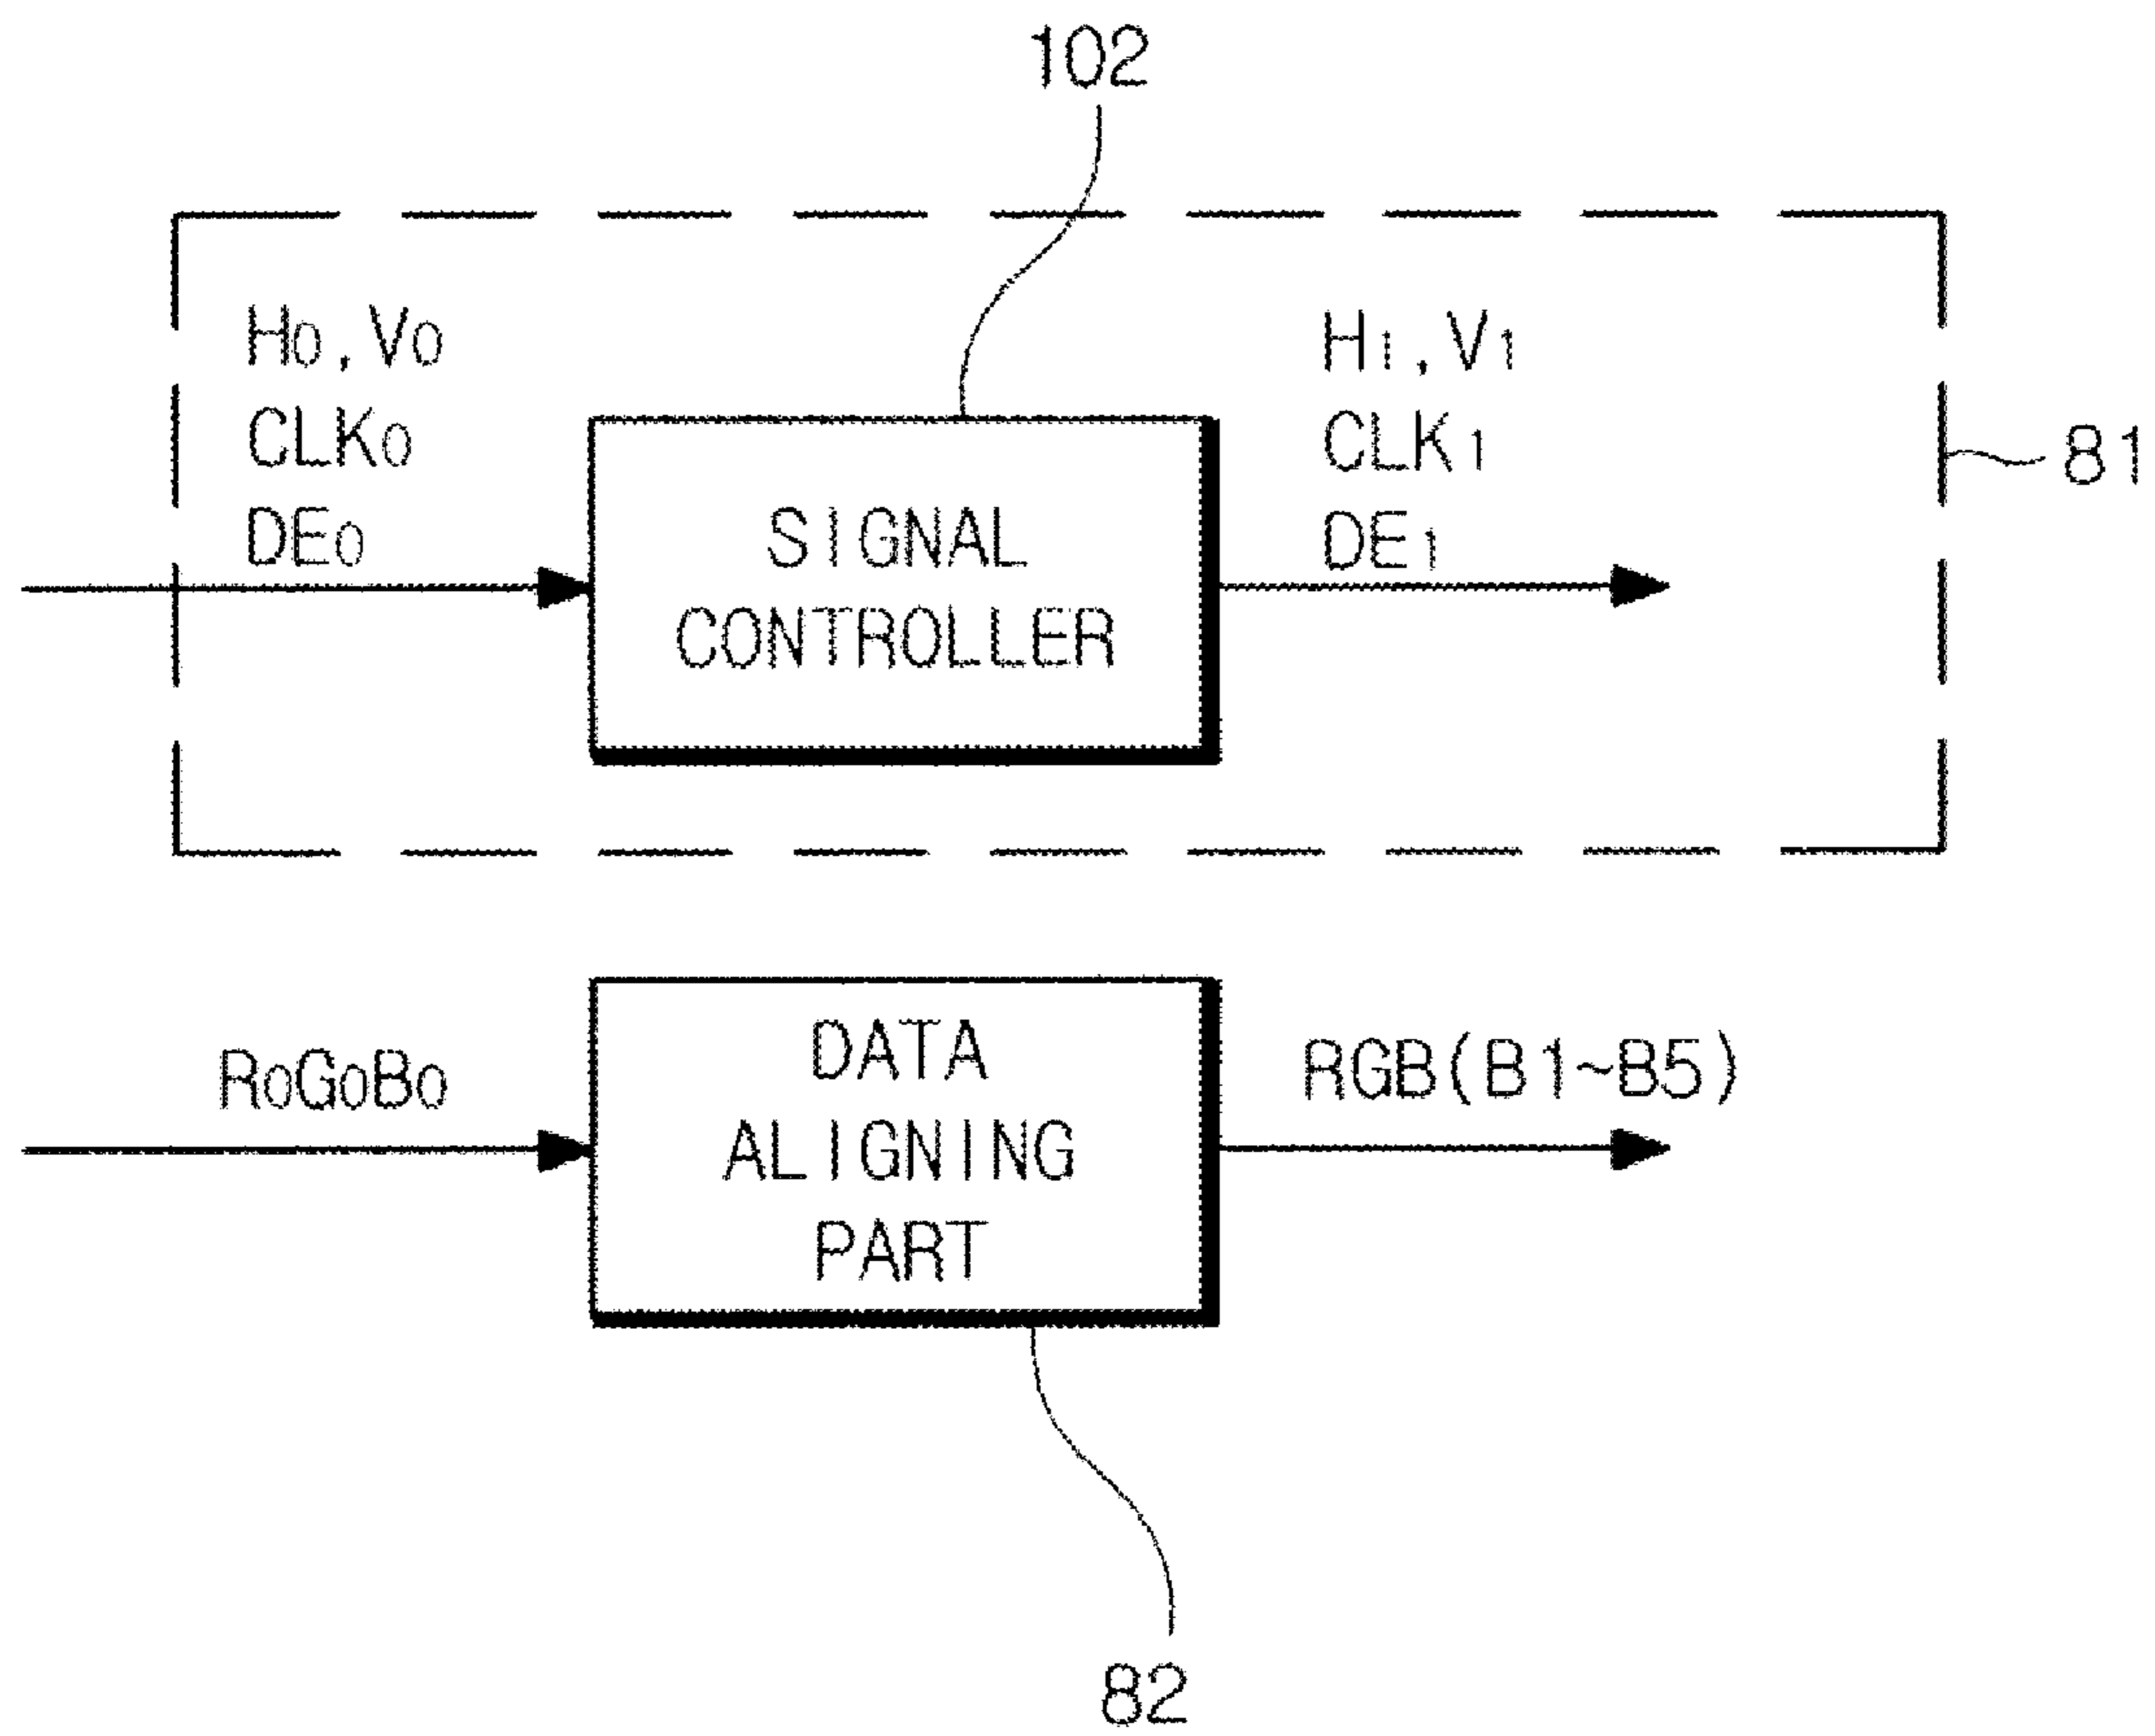 102
H0,V0
CLK0
DE0
SIGNAL
CONTROLLER
H1,V1
CLK1
DE1
81
R0G0B0
DATA
ALIGNING
PART
RGB(B1~B5)
82